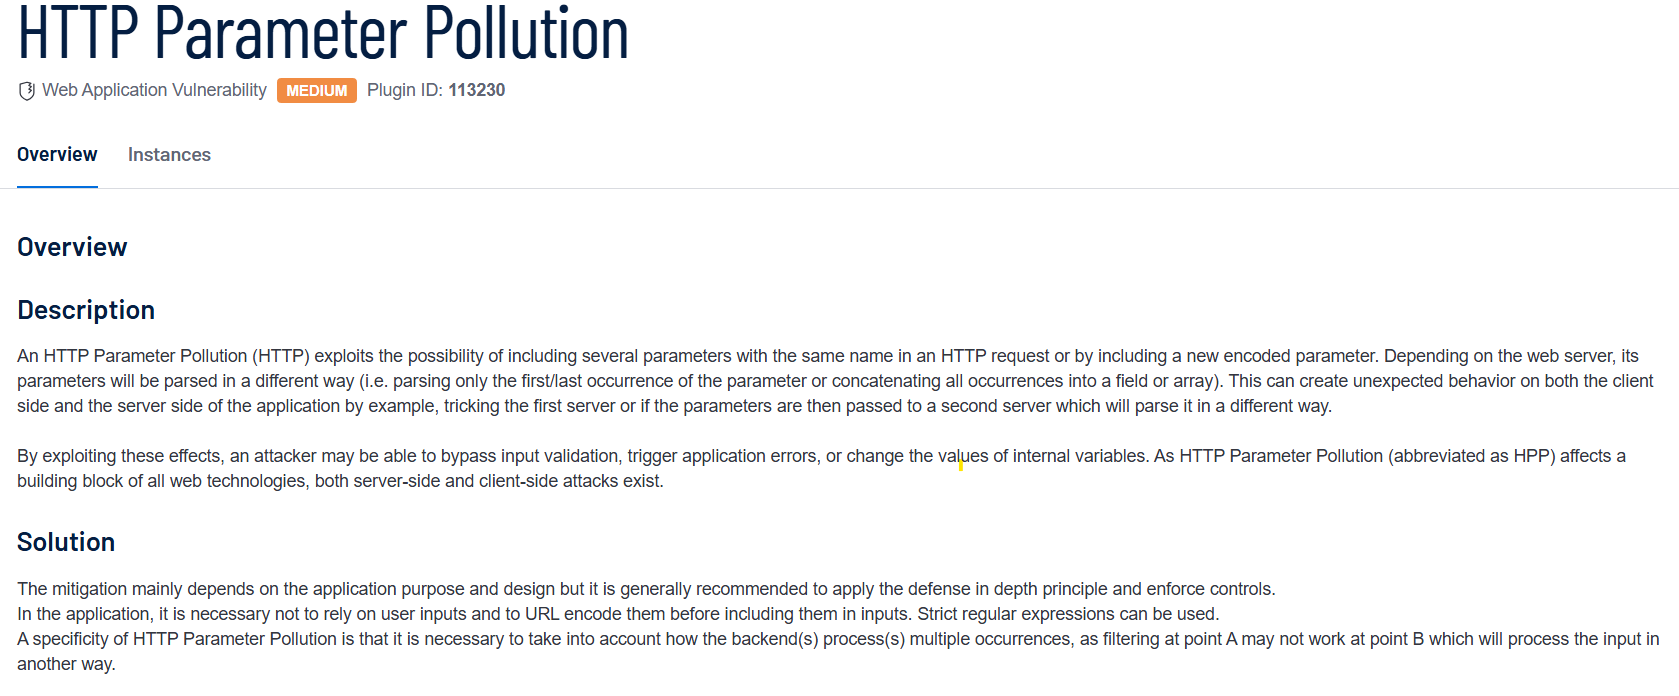 HTTP Parameter Pollution
Web Application Vulnerability MEDIUM Plugin ID: 113230
Overview Instances
Overview
Description
An HTTP Parameter Pollution (HTTP) exploits the possibility of including several parameters with the same name in an HTTP request or by including a new encoded parameter. Depending on the web server, its
parameters will be parsed in a different way (i.e. parsing only the first/last occurrence of the parameter or concatenating all occurrences into a field or array). This can create unexpected behavior on both the client
side and the server side of the application by example, tricking the first server or if the parameters are then passed to a second server which will parse it in a different way.
By exploiting these effects, an attacker may be able to bypass input validation, trigger application errors, or change the values of internal variables. As HTTP Parameter Pollution (abbreviated as HPP) affects a
building block of all web technologies, both server-side and client-side attacks exist.
Solution
The mitigation mainly depends on the application purpose and design but it is generally recommended to apply the defense in depth principle and enforce controls.
In the application, it is necessary not to rely on user inputs and to URL encode them before including them in inputs. Strict regular expressions can be used.
A specificity of HTTP Parameter Pollution is that it is necessary to take into account how the backend(s) process(s) multiple occurrences, as filtering at point A may not work at point B which will process the input in
another way.